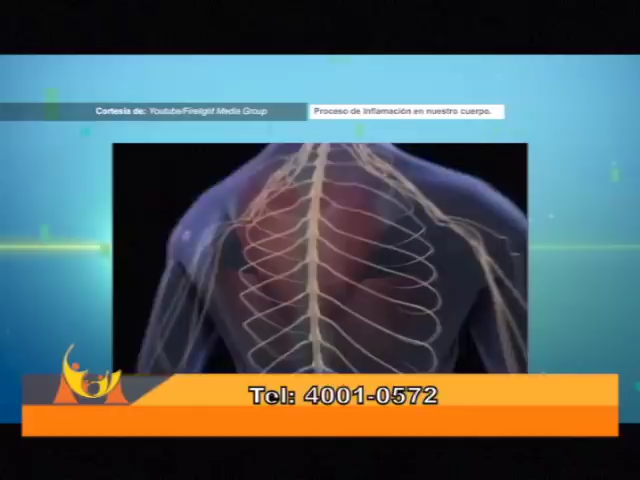 Cortesía de: Youtube/Firelight Media Group
Proceso de Inflamación en nuestro cuerpo.
Tel: 4001-0572